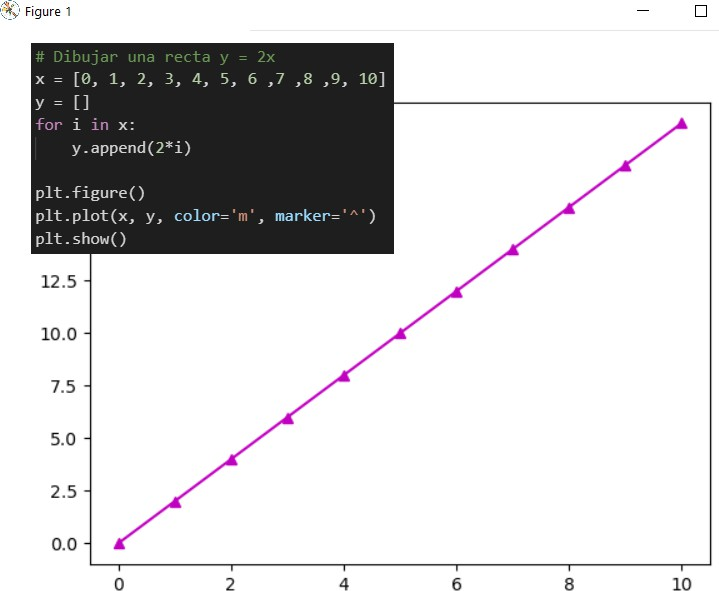 Figure 1
# Dibujar una recta y = 2x
x = [0, 1, 2, 3, 4, 5, 6 ,7 ,8 ,9, 10]
y = []
for i in x:
    y.append(2*i)
plt.figure()
plt.plot(x, y, color='m', marker='^')
plt.show()
12.5
10.0
7.5
5.0
2.5
0.0
0 2 4 6 8 10